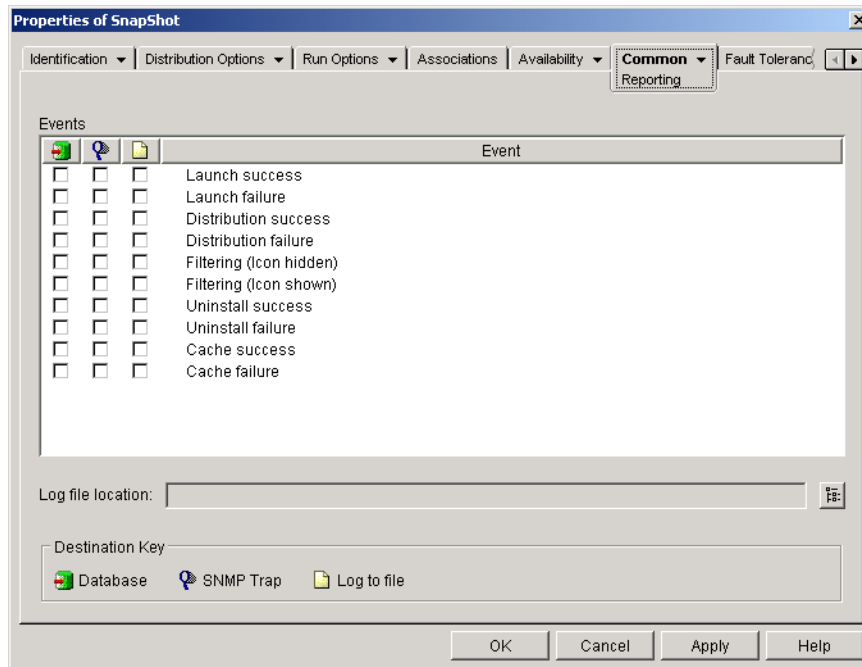 Properties of SnapShot
Identification Distribution Options Run Options Associations Availability Common Fault Toleranc
Reporting
Events
Event
Launch success
Launch failure
Distribution success
Distribution failure
Filtering (Icon hidden)
Filtering (Icon shown)
Uninstall success
Uninstall failure
Cache success
Cache failure
Log file location:
Destination Key
Database SNMP Trap Log to file
OK Cancel Apply Help